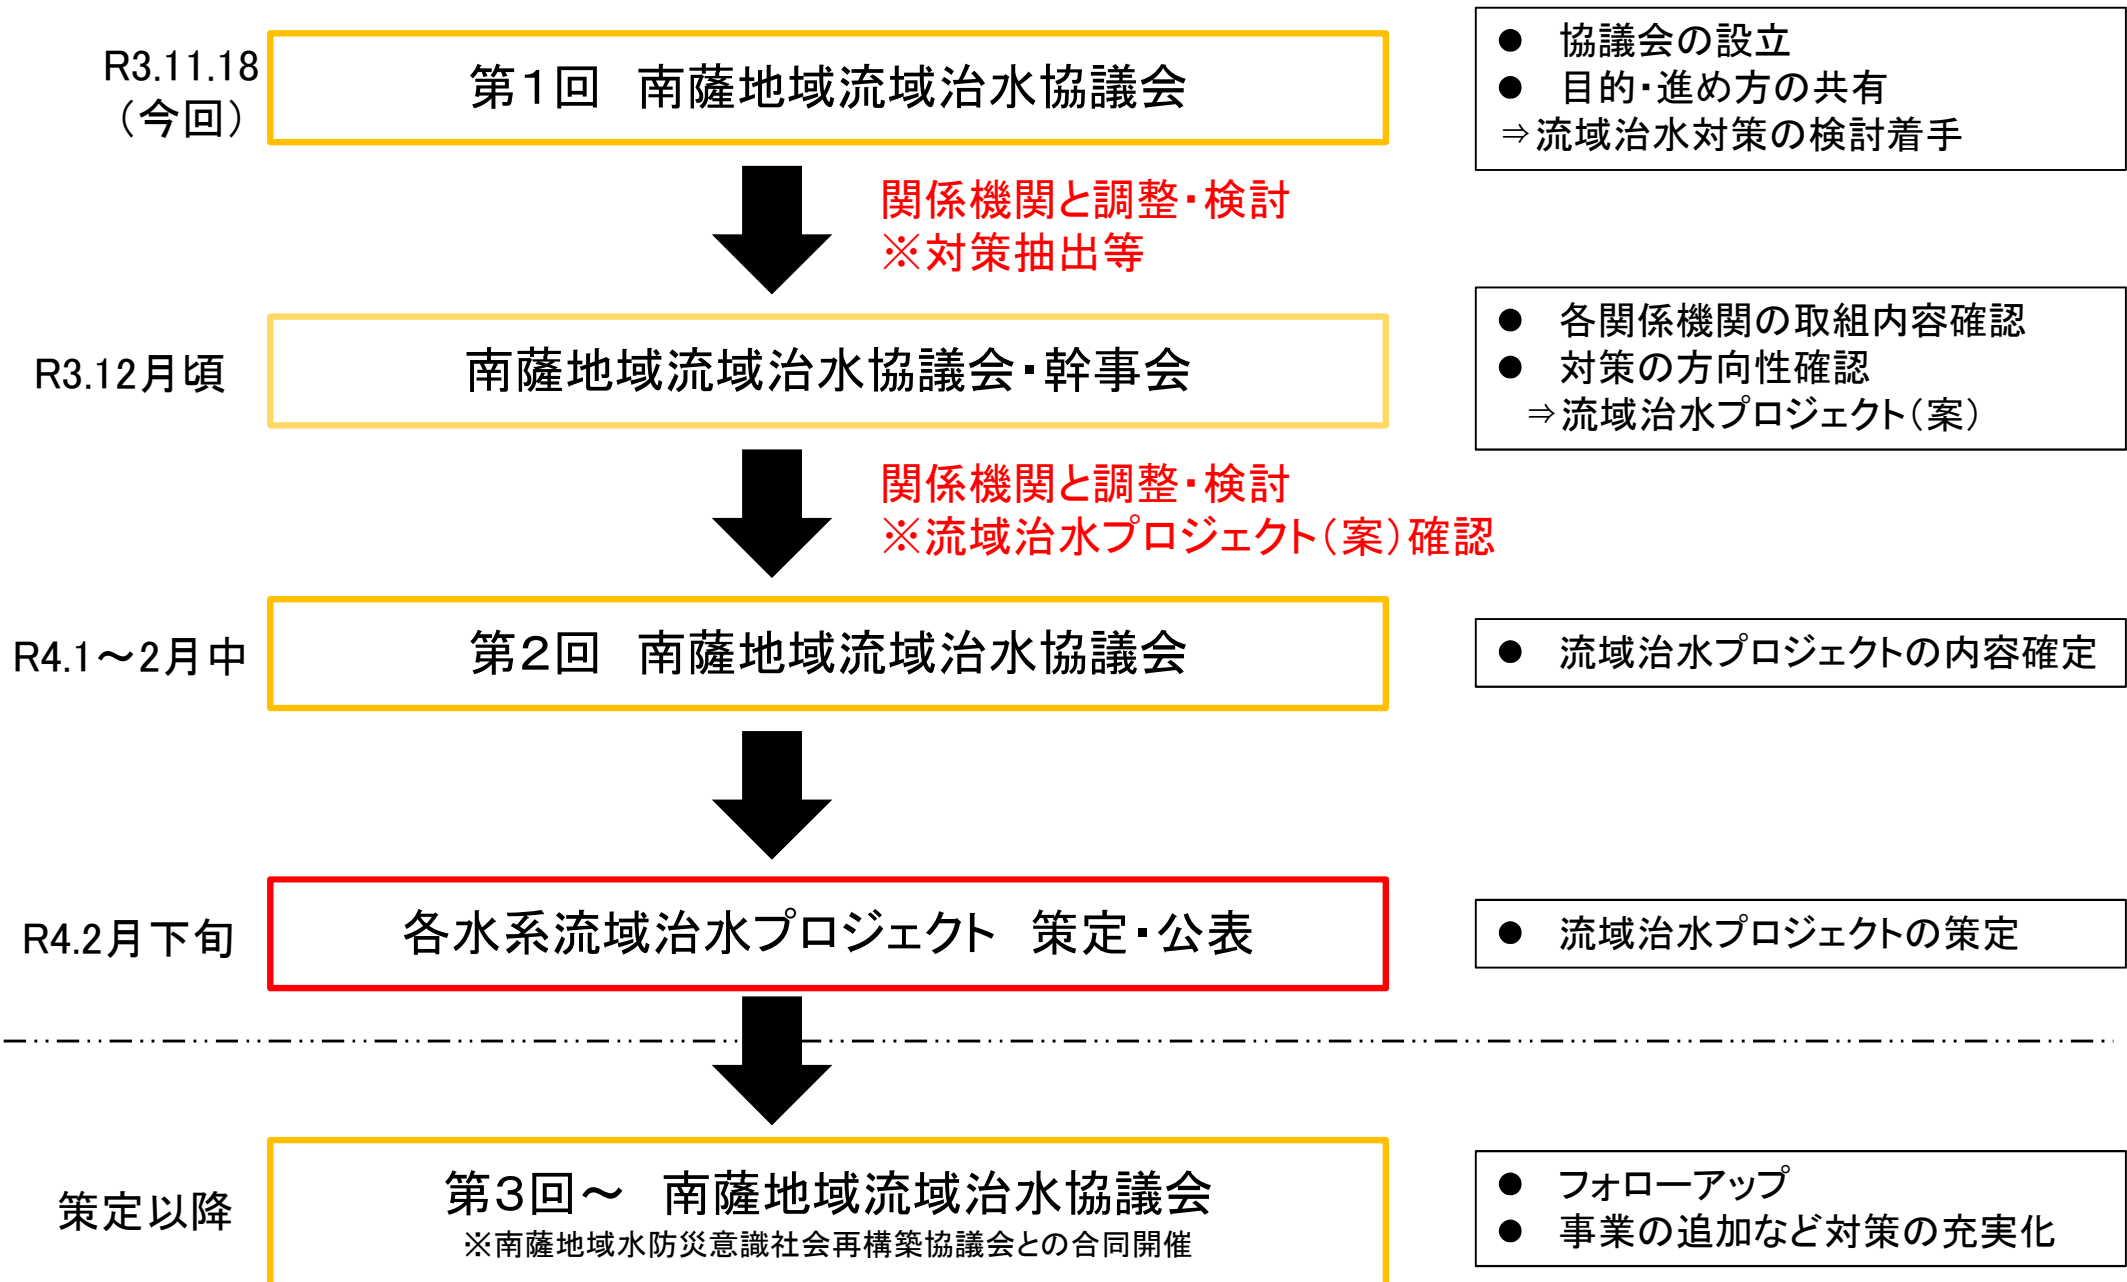 R3.11.18
（今回）
第１回　南薩地域流域治水協議会
● 協議会の設立
● 目的・進め方の共有
⇒流域治水対策の検討着手
関係機関と調整・検討
※対策抽出等
R3.12月頃
南薩地域流域治水協議会・幹事会
● 各関係機関の取組内容確認
● 対策の方向性確認
⇒流域治水プロジェクト（案）
関係機関と調整・検討
※流域治水プロジェクト（案）確認
R4.1～2月中
第２回　南薩地域流域治水協議会
● 流域治水プロジェクトの内容確定
R4.2月下旬
各水系流域治水プロジェクト　策定・公表
● 流域治水プロジェクトの策定
策定以降
第３回～　南薩地域流域治水協議会
※南薩地域水防災意識社会再構築協議会との合同開催
● フォローアップ
● 事業の追加など対策の充実化